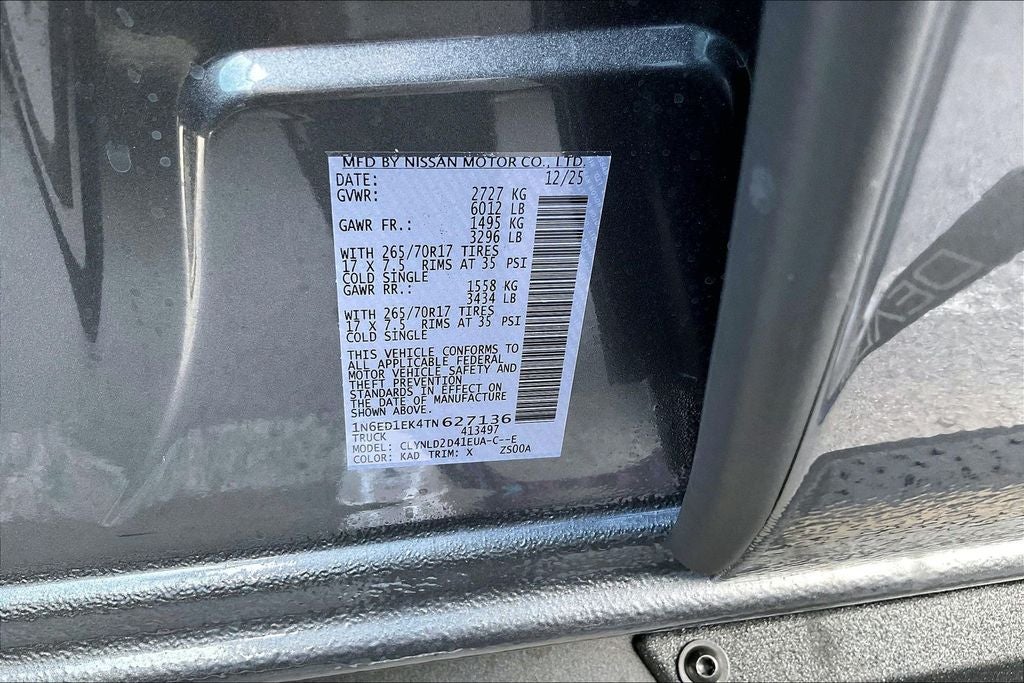 MFD BY NISSAN MOTOR CO., LTD.
DATE: 12/25
GVWR: 2727 KG
6012 LB
GAWR FR.: 1495 KG
3296 LB
WITH 265/70R17 TIRES
17 X 7.5 RIMS AT 35 PSI
COLD SINGLE
GAWR RR.: 1558 KG
3434 LB
WITH 265/70R17 TIRES
17 X 7.5 RIMS AT 35 PSI
COLD SINGLE
THIS VEHICLE CONFORMS TO
ALL APPLICABLE FEDERAL
MOTOR VEHICLE SAFETY AND
THEFT PREVENTION
STANDARDS IN EFFECT ON
THE DATE OF MANUFACTURE
SHOWN ABOVE.
1N6ED1EK4TN627136
TRUCK 413497
MODEL: CLYNLD2D41EUA-C--E
COLOR: KAD TRIM: X ZS00A